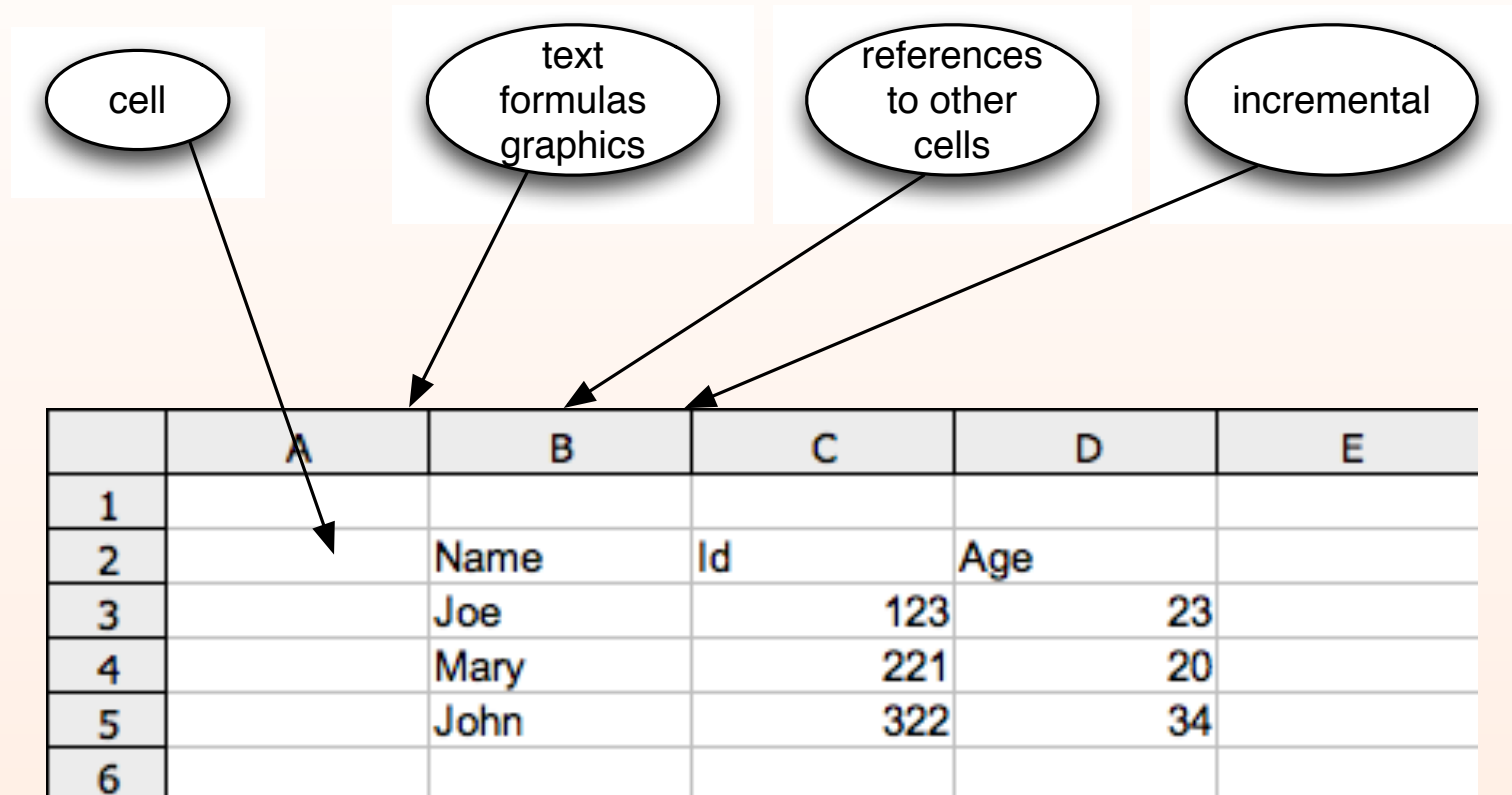 cell
text
formulas
graphics
references
to other
cells
incremental
A B C D E
1
2 Name Id Age
3 Joe 123 23
4 Mary 221 20
5 John 322 34
6